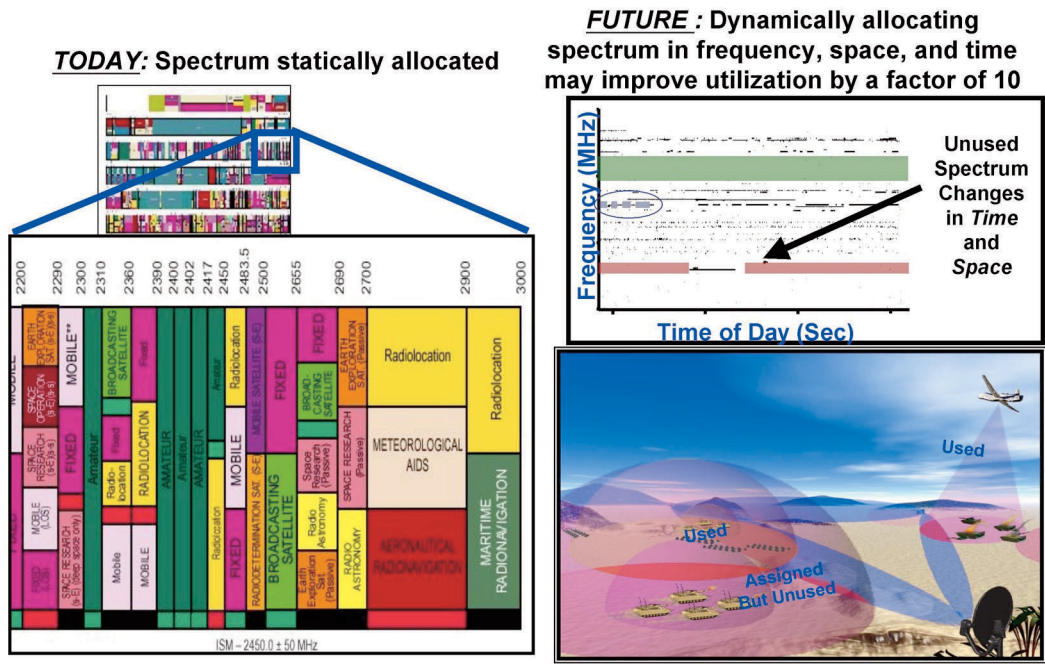 TODAY: Spectrum statically allocated
FUTURE : Dynamically allocating
spectrum in frequency, space, and time
may improve utilization by a factor of 10
Frequency (MHz)
Unused
Spectrum
Changes
in Time
and
Space
Time of Day (Sec)
2200
2290
2300
2310
2360
2390
2400
2402
2417
2450
2483.5
2500
2655
2690
2700
2900
3000
MOBILE
FIXED
EARTH
EXPLORATION
SAT. (s-E)(s-s)
SPACE
OPERATION
(s-E)(s-s)
SPACE
RESEARCH
(s-E)(s-s)
MOBILE
(LOS)
FIXED
(LOS)
MOBILE**
FIXED
SPACE RESEARCH
(s-E) (deep space only)
Amateur
BROADCASTING
SATELLITE
Fixed
Radio-
location
Mobile
Fixed
RADIOLOCATION
MOBILE
AMATEUR
Amateur
AMATEUR
Amateur
Radiolocation
Radiolocation
MOBILE
FIXED
MOBILE SATELLITE (S-E)
RADIODETERMINATION SAT. (S-E)
FIXED
BROADCASTING
SATELLITE
FIXED
BROAD-
CASTING
SATELLITE
Space
Research
(Passive)
Radio
Astronomy
Earth
Exploration
Sat.
(Passive)
EARTH
EXPLORATION
SAT. (Passive)
SPACE RESEARCH
(Passive)
RADIO
ASTRONOMY
Radiolocation
METEOROLOGICAL
AIDS
AERONAUTICAL
RADIONAVIGATION
Radiolocation
MARITIME
RADIONAVIGATION
ISM – 2450.0 ± 50 MHz
Used
Used
Assigned
But Unused